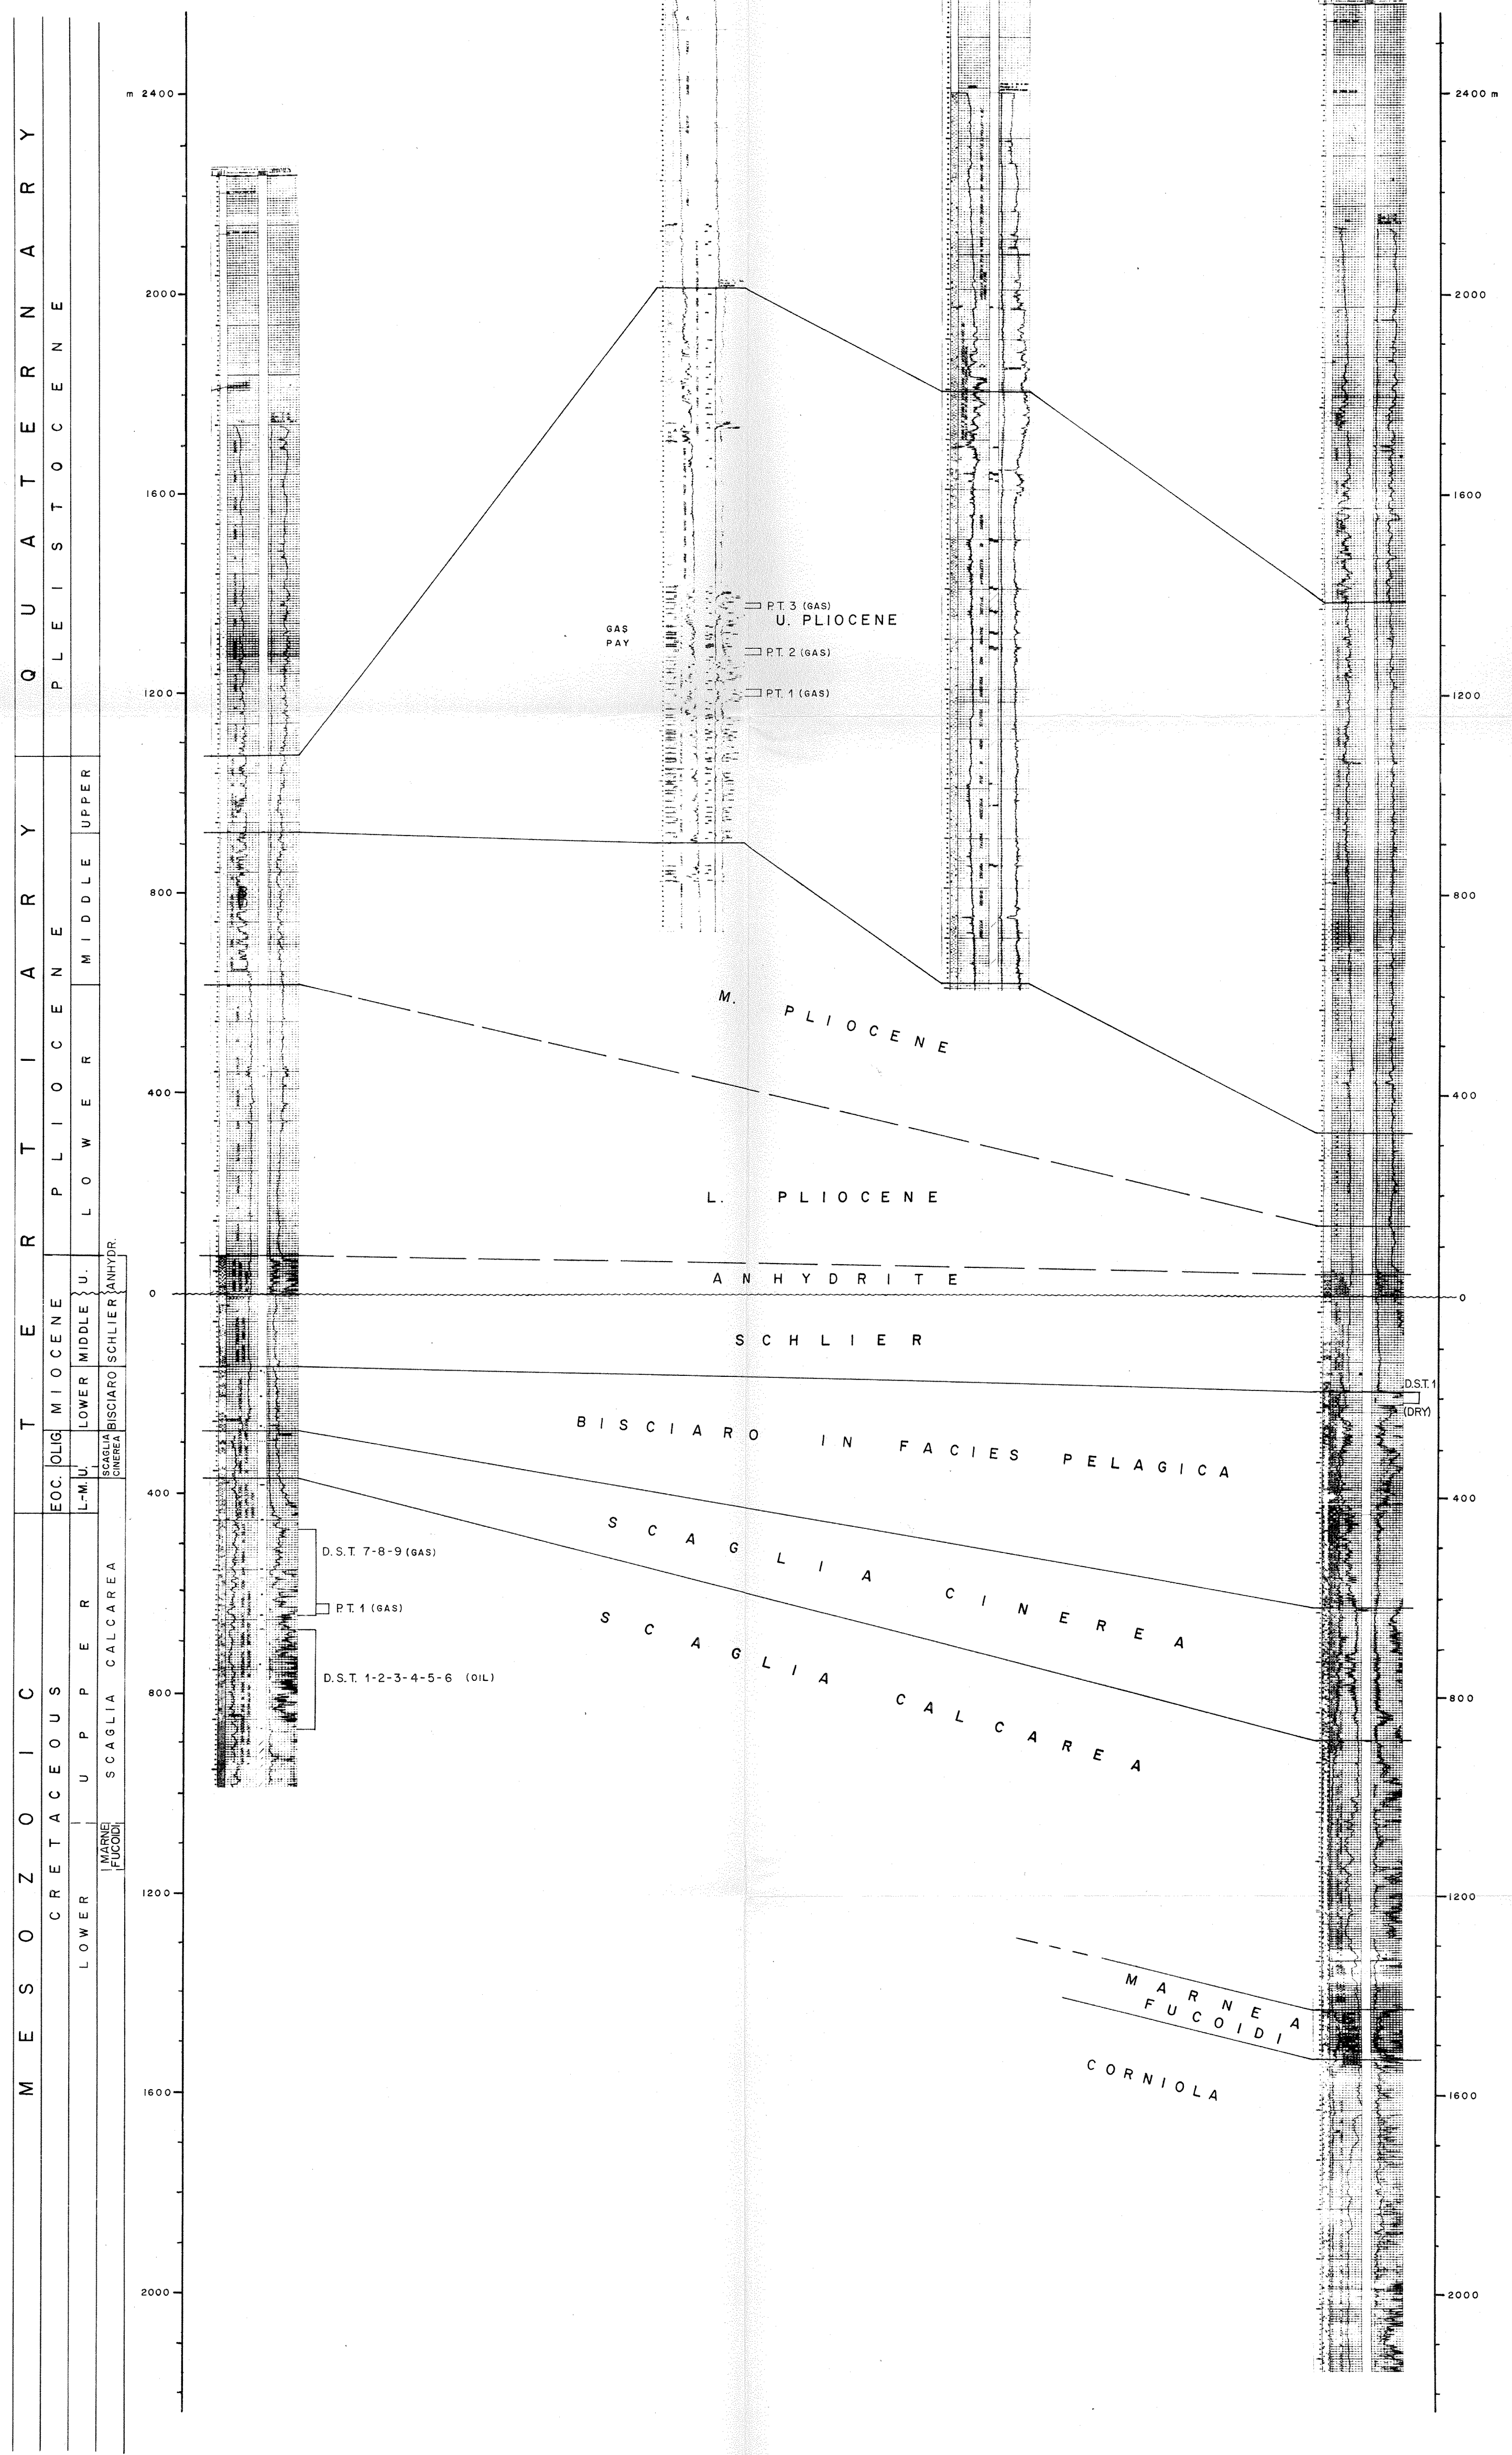 QUATERNARY
TERTIARY
MESOZOIC
PLEISTOCENE
PLIOCENE
MIOCENE
OLIG.
EOC.
CRETACEOUS
UPPER
MIDDLE
LOWER
U.
MIDDLE
LOWER
U.
L.-M.
UPPER
LOWER
ANHYDR.
SCHLIER
BISCIARO
SCAGLIA
CINEREA
SCAGLIA CALCAREA
MARNE
FUCOIDI
m 2400
2000
1600
1200
800
400
0
400
800
1200
1600
2000
GAS
PAY
P.T. 3 (GAS)
U. PLIOCENE
P.T. 2 (GAS)
P.T. 1 (GAS)
M. PLIOCENE
L. PLIOCENE
ANHYDRITE
SCHLIER
BISCIARO IN FACIES PELAGICA
SCAGLIA CINEREA
SCAGLIA CALCAREA
D.S.T. 7-8-9 (GAS)
P.T. 1 (GAS)
D.S.T. 1-2-3-4-5-6 (OIL)
MARNE A
FUCOIDI
CORNIOLA
D.S.T. 1
(DRY)
2400 m
2000
1600
1200
800
400
0
400
800
1200
1600
2000